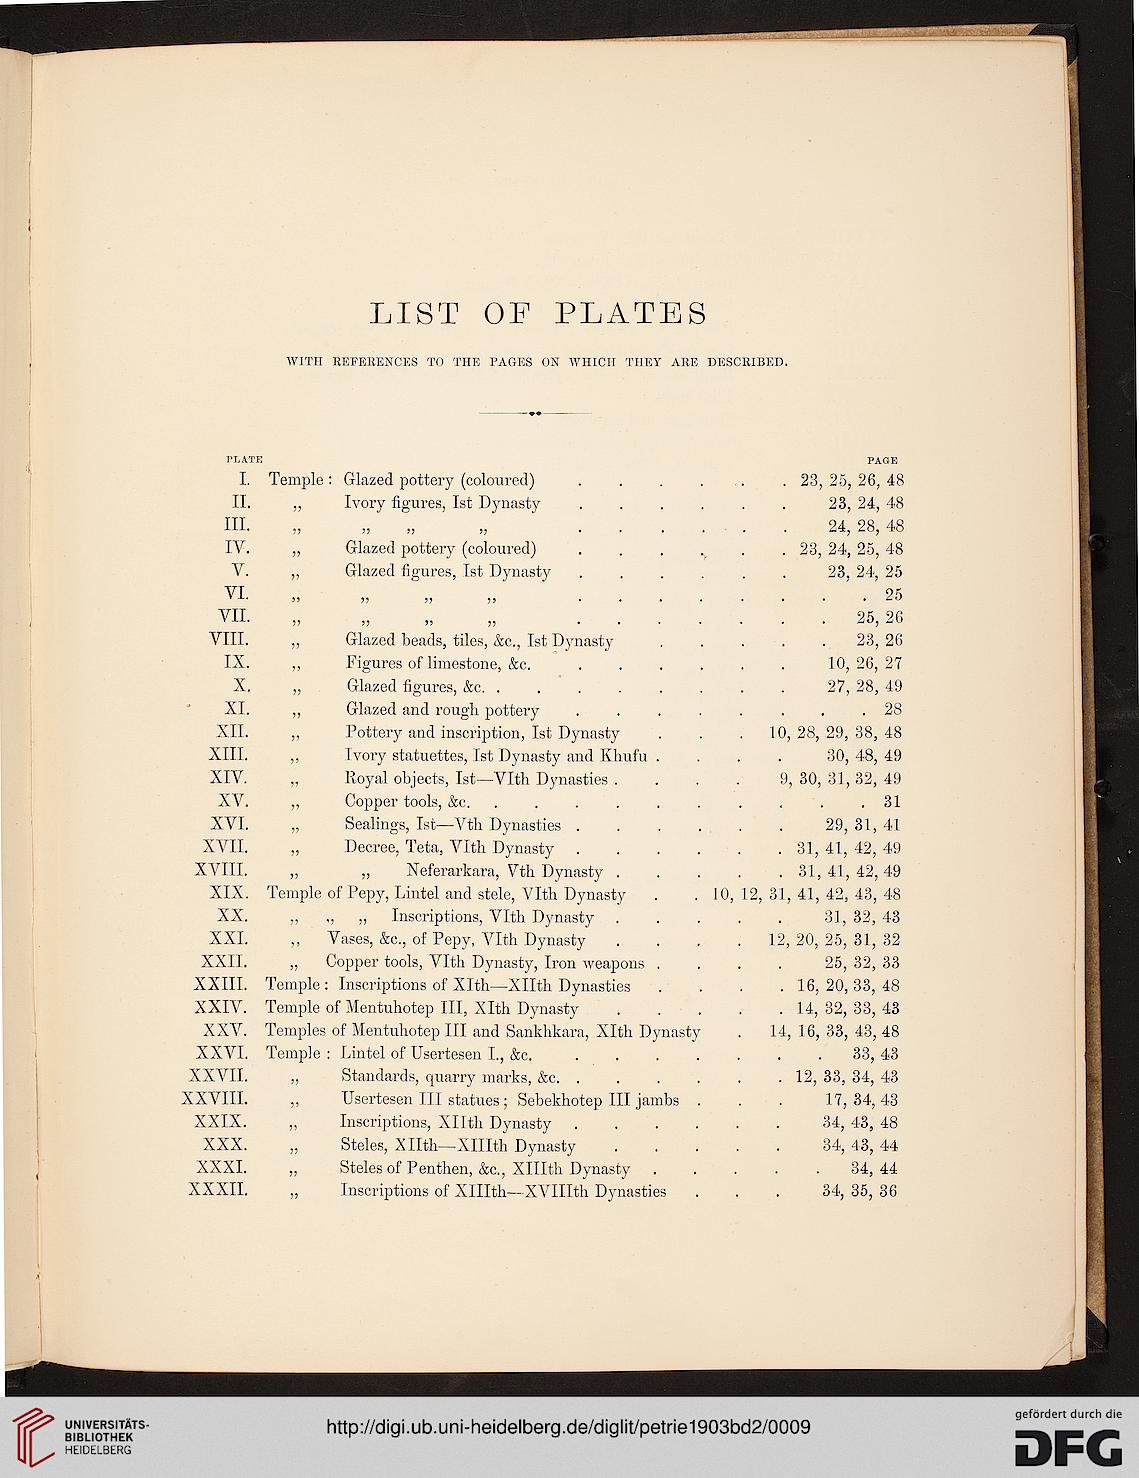 LIST OF PLATES
WITH REFERENCES TO THE PAGES ON WHICH THEY ARE DESCRIBED.
PLATE PAGE
I. Temple : Glazed pottery (coloured) . . . . . . 23, 25, 26, 48
II. „ Ivory figures, Ist Dynasty . . . . . . 23, 24, 48
III. „ „ „ „ . . . . . . 24, 28, 48
IV. „ Glazed pottery (coloured) . . . . . . 23, 24, 25, 48
V. „ Glazed figures, Ist Dynasty . . . . . . 23, 24, 25
VI. „ „ „ „ . . . . . . . . 25
VII. „ „ „ „ . . . . . . . 25, 26
VIII. „ Glazed beads, tiles, &c., Ist Dynasty . . . . . 23, 26
IX. „ Figures of limestone, &c. . . . . . . 10, 26, 27
X. „ Glazed figures, &c. . . . . . . . . 27, 28, 49
XI. „ Glazed and rough pottery . . . . . . . . 28
XII. „ Pottery and inscription, Ist Dynasty . . . 10, 28, 29, 38, 48
XIII. „ Ivory statuettes, Ist Dynasty and Khufu . . . . 30, 48, 49
XIV. „ Royal objects, Ist—VIth Dynasties . . . . 9, 30, 31, 32, 49
XV. „ Copper tools, &c. . . . . . . . . . . 31
XVI. „ Sealings, Ist—Vth Dynasties . . . . . . 29, 31, 41
XVII. „ Decree, Teta, VIth Dynasty . . . . . . 31, 41, 42, 49
XVIII. „ „ Neferarkara, Vth Dynasty . . . . . 31, 41, 42, 49
XIX. Temple of Pepy, Lintel and stele, VIth Dynasty . . 10, 12, 31, 41, 42, 43, 48
XX. „ „ „ Inscriptions, VIth Dynasty . . . . . 31, 32, 43
XXI. „ Vases, &c., of Pepy, VIth Dynasty . . . . 12, 20, 25, 31, 32
XXII. „ Copper tools, VIth Dynasty, Iron weapons . . . . 25, 32, 33
XXIII. Temple : Inscriptions of XIth—XIIth Dynasties . . . . 16, 20, 33, 48
XXIV. Temple of Mentuhotep III, XIth Dynasty . . . . . 14, 32, 33, 43
XXV. Temples of Mentuhotep III and Sankhkara, XIth Dynasty . 14, 16, 33, 43, 48
XXVI. Temple : Lintel of Usertesen I., &c. . . . . . . . 33, 43
XXVII. „ Standards, quarry marks, &c. . . . . . . 12, 33, 34, 43
XXVIII. „ Usertesen III statues ; Sebekhotep III jambs . . . 17, 34, 43
XXIX. „ Inscriptions, XIIth Dynasty . . . . . . 34, 43, 48
XXX. „ Steles, XIIth—XIIIth Dynasty . . . . . 34, 43, 44
XXXI. „ Steles of Penthen, &c., XIIIth Dynasty . . . . . 34, 44
XXXII. „ Inscriptions of XIIIth—XVIIIth Dynasties . . . 34, 35, 36
UNIVERSITÄTS-
BIBLIOTHEK
HEIDELBERG
http://digi.ub.uni-heidelberg.de/diglit/petrie1903bd2/0009
gefördert durch die
DFG